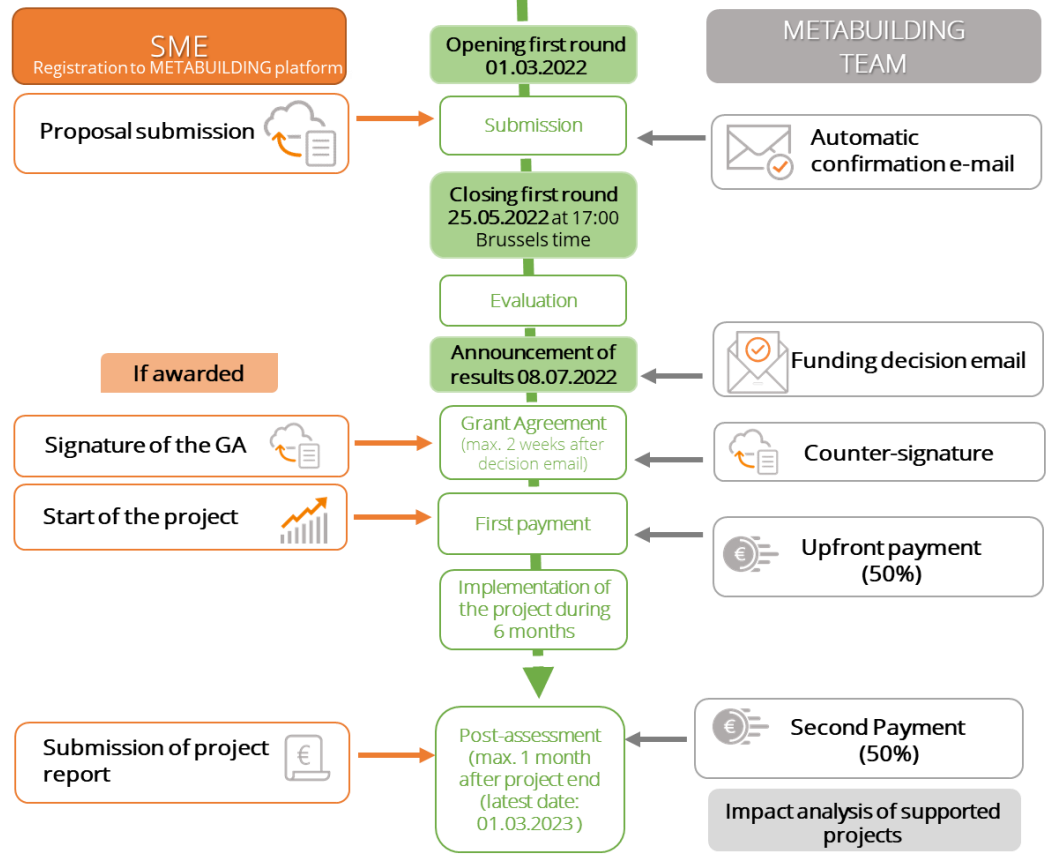 SME
Registration to METABUILDING platform
Opening first round
01.03.2022
METABUILDING
TEAM
Proposal submission
Submission
Automatic
confirmation e-mail
Closing first round
25.05.2022 at 17:00
Brussels time
Evaluation
If awarded
Announcement of
results 08.07.2022
Funding decision email
Signature of the GA
Grant Agreement
(max. 2 weeks after
decision email)
Counter-signature
Start of the project
First payment
€
Upfront payment
(50%)
Implementation of
the project during
6 months
Submission of project
report
€
Post-assessment
(max. 1 month
after project end
(latest date:
01.03.2023)
€
Second Payment
(50%)
Impact analysis of supported
projects